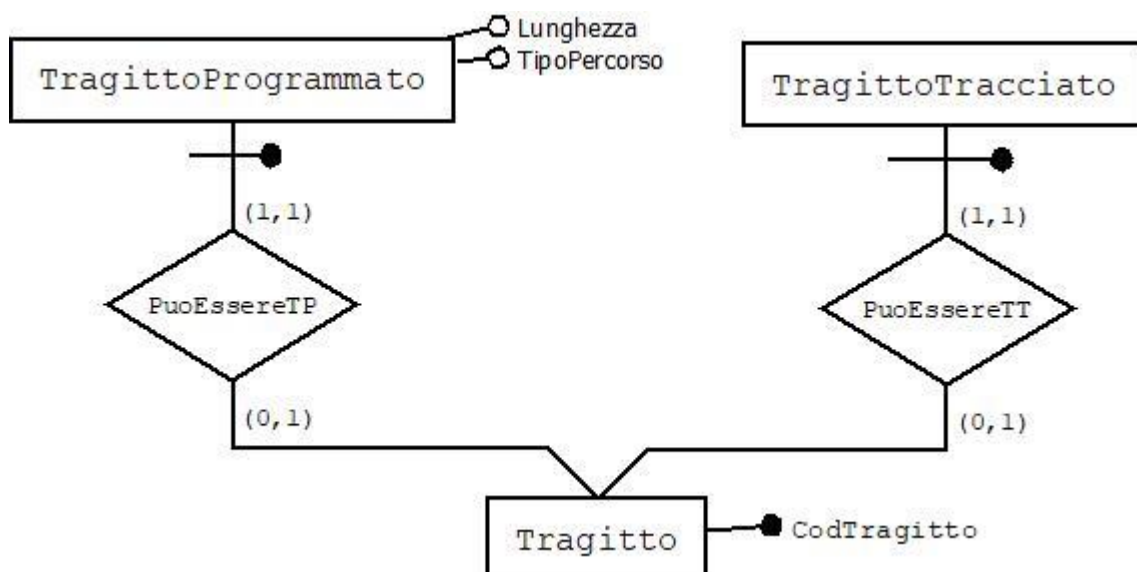 Lunghezza
TipoPercorso
TragittoProgrammato
TragittoTracciato
(1,1)
(1,1)
PuoEssereTP
PuoEssereTT
(0,1)
(0,1)
Tragitto
CodTragitto